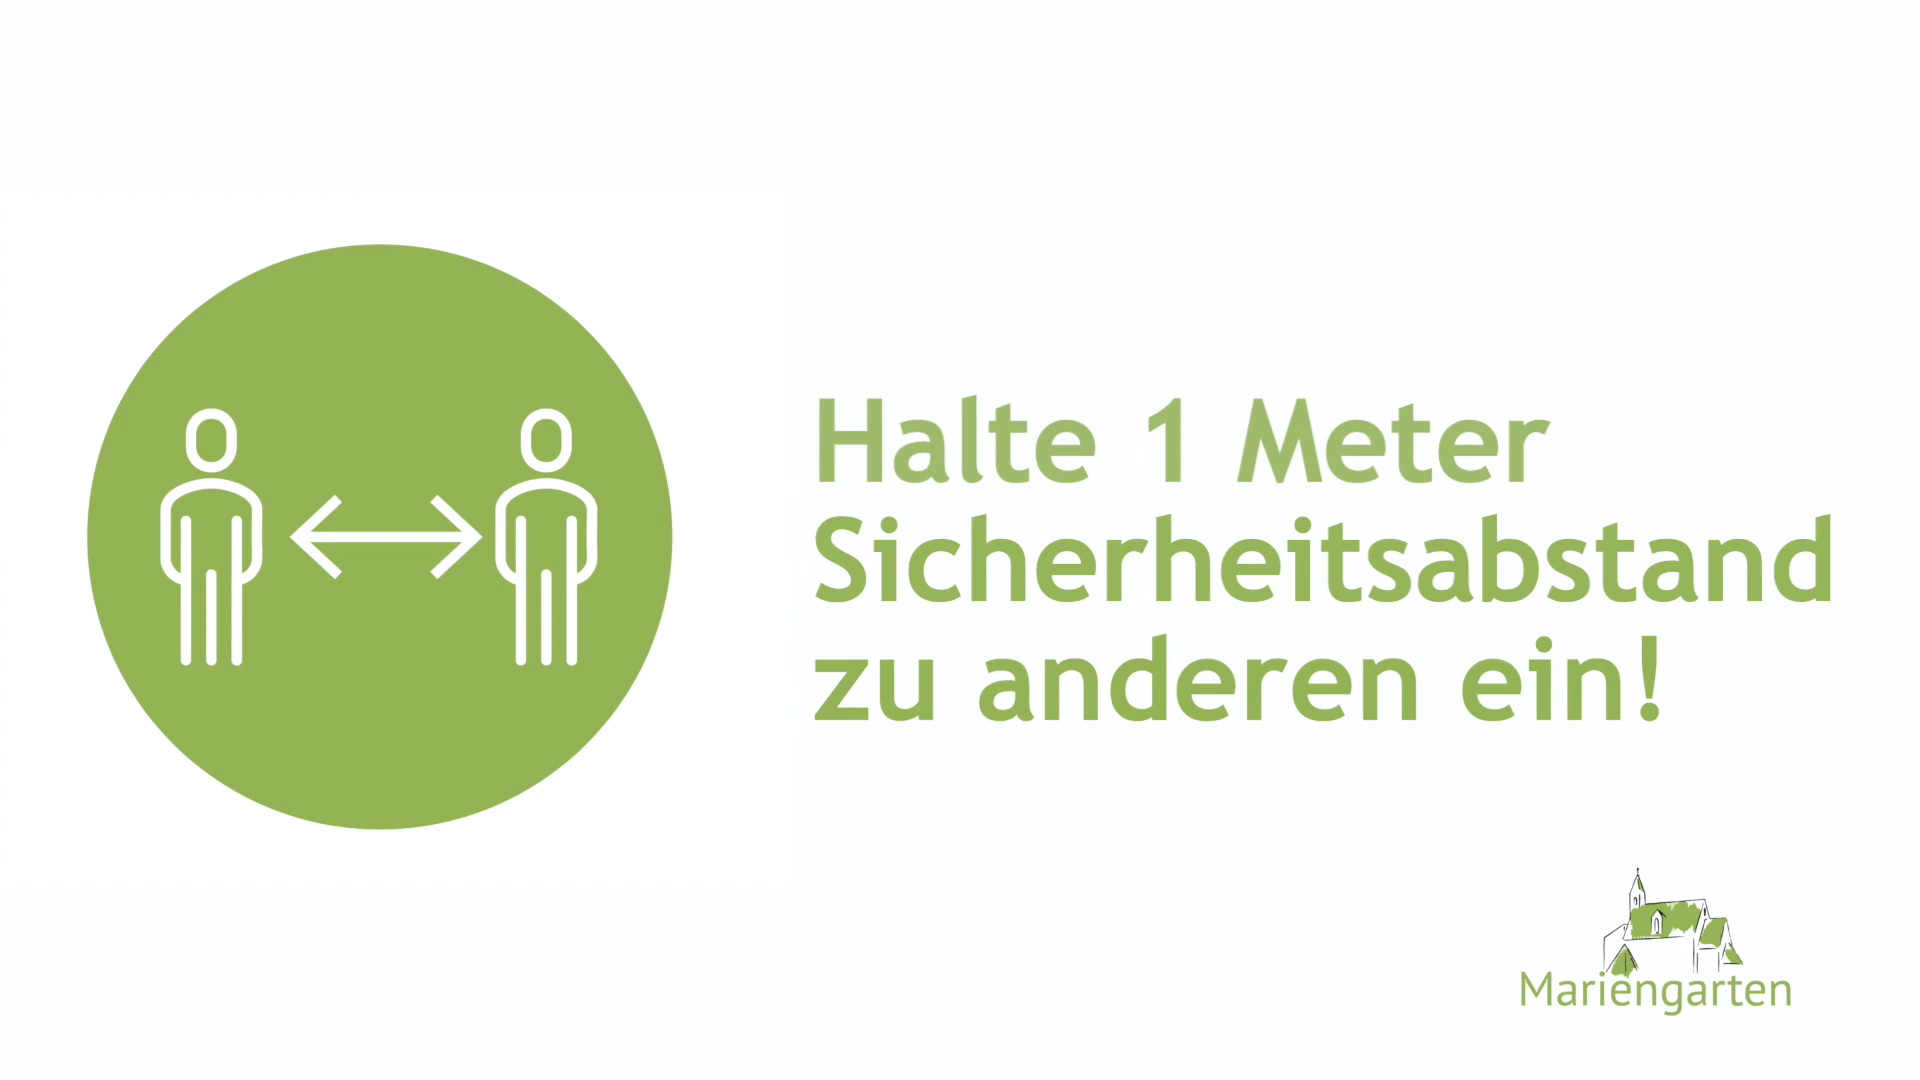 Halte 1 Meter
Sicherheitsabstand
zu anderen ein!
Mariengarten